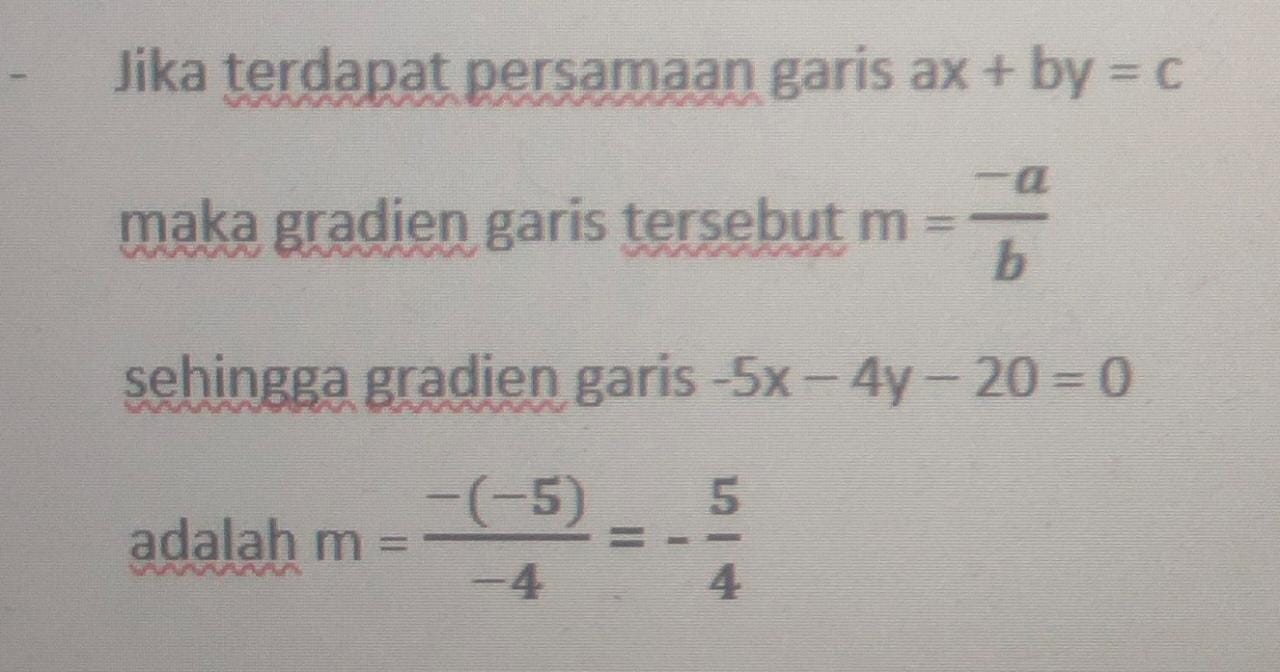 - Jika terdapat persamaan garis ax + by = c
maka gradien garis tersebut m = −a/b
sehingga gradien garis -5x – 4y – 20 = 0
adalah m = −(−5)/−4 = - 5/4